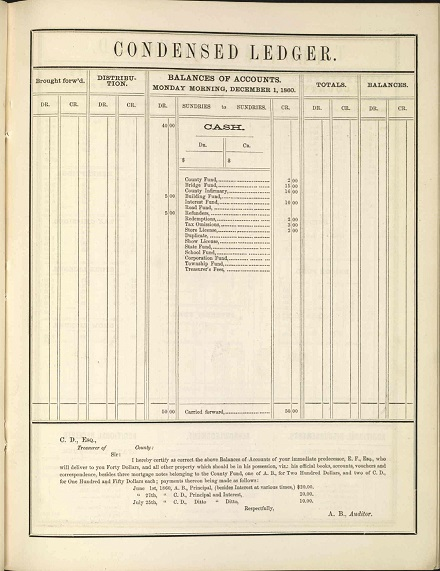 CONDENSED LEDGER.
Brought forw'd. DISTRIBU- BALANCES OF ACCOUNTS. TOTALS. BALANCES.
TION. MONDAY MORNING, DECEMBER 1, 1860.
DR. CR. DR. CR. DR. SUNDRIES to SUNDRIES. CR. DR. CR. DR. CR.
40 00 CASH.
Dr. Cr.
$ $
County Fund, 2 00
Bridge Fund, 15 00
County Infirmary, 10 00
5 00 Building Fund,
Interest Fund, 10 00
Road Fund,
5 00 Refunders,
Redemptions, 2 00
Tax Omissions, 3 00
Store License, 2 00
Duplicate,
Show License,
State Fund,
School Fund,
Corporation Fund,
Township Fund,
Treasurer's Fees,
50 00 Carried forward, 50 00
C. D., Esq.,
Treasurer of County:
Sir:
I hereby certify as correct the above Balances of Accounts of your immediate predecessor, E. F., Esq., who
will deliver to you Forty Dollars, and all other property which should be in his possession, viz.: his official books, accounts, vouchers and
correspondence, besides three mortgage notes belonging to the County Fund, one of A. B., for Two Hundred Dollars, and two of C. D.,
for One Hundred and Fifty Dollars each; payments thereon being made as follows:
June 1st, 1860, A. B., Principal, (besides Interest at various times,) $20.00.
" 27th, " C. D., Principal and Interest, 10.00.
July 25th, " C. D., Ditto " Ditto, 10.00.
Respectfully,
A. B., Auditor.